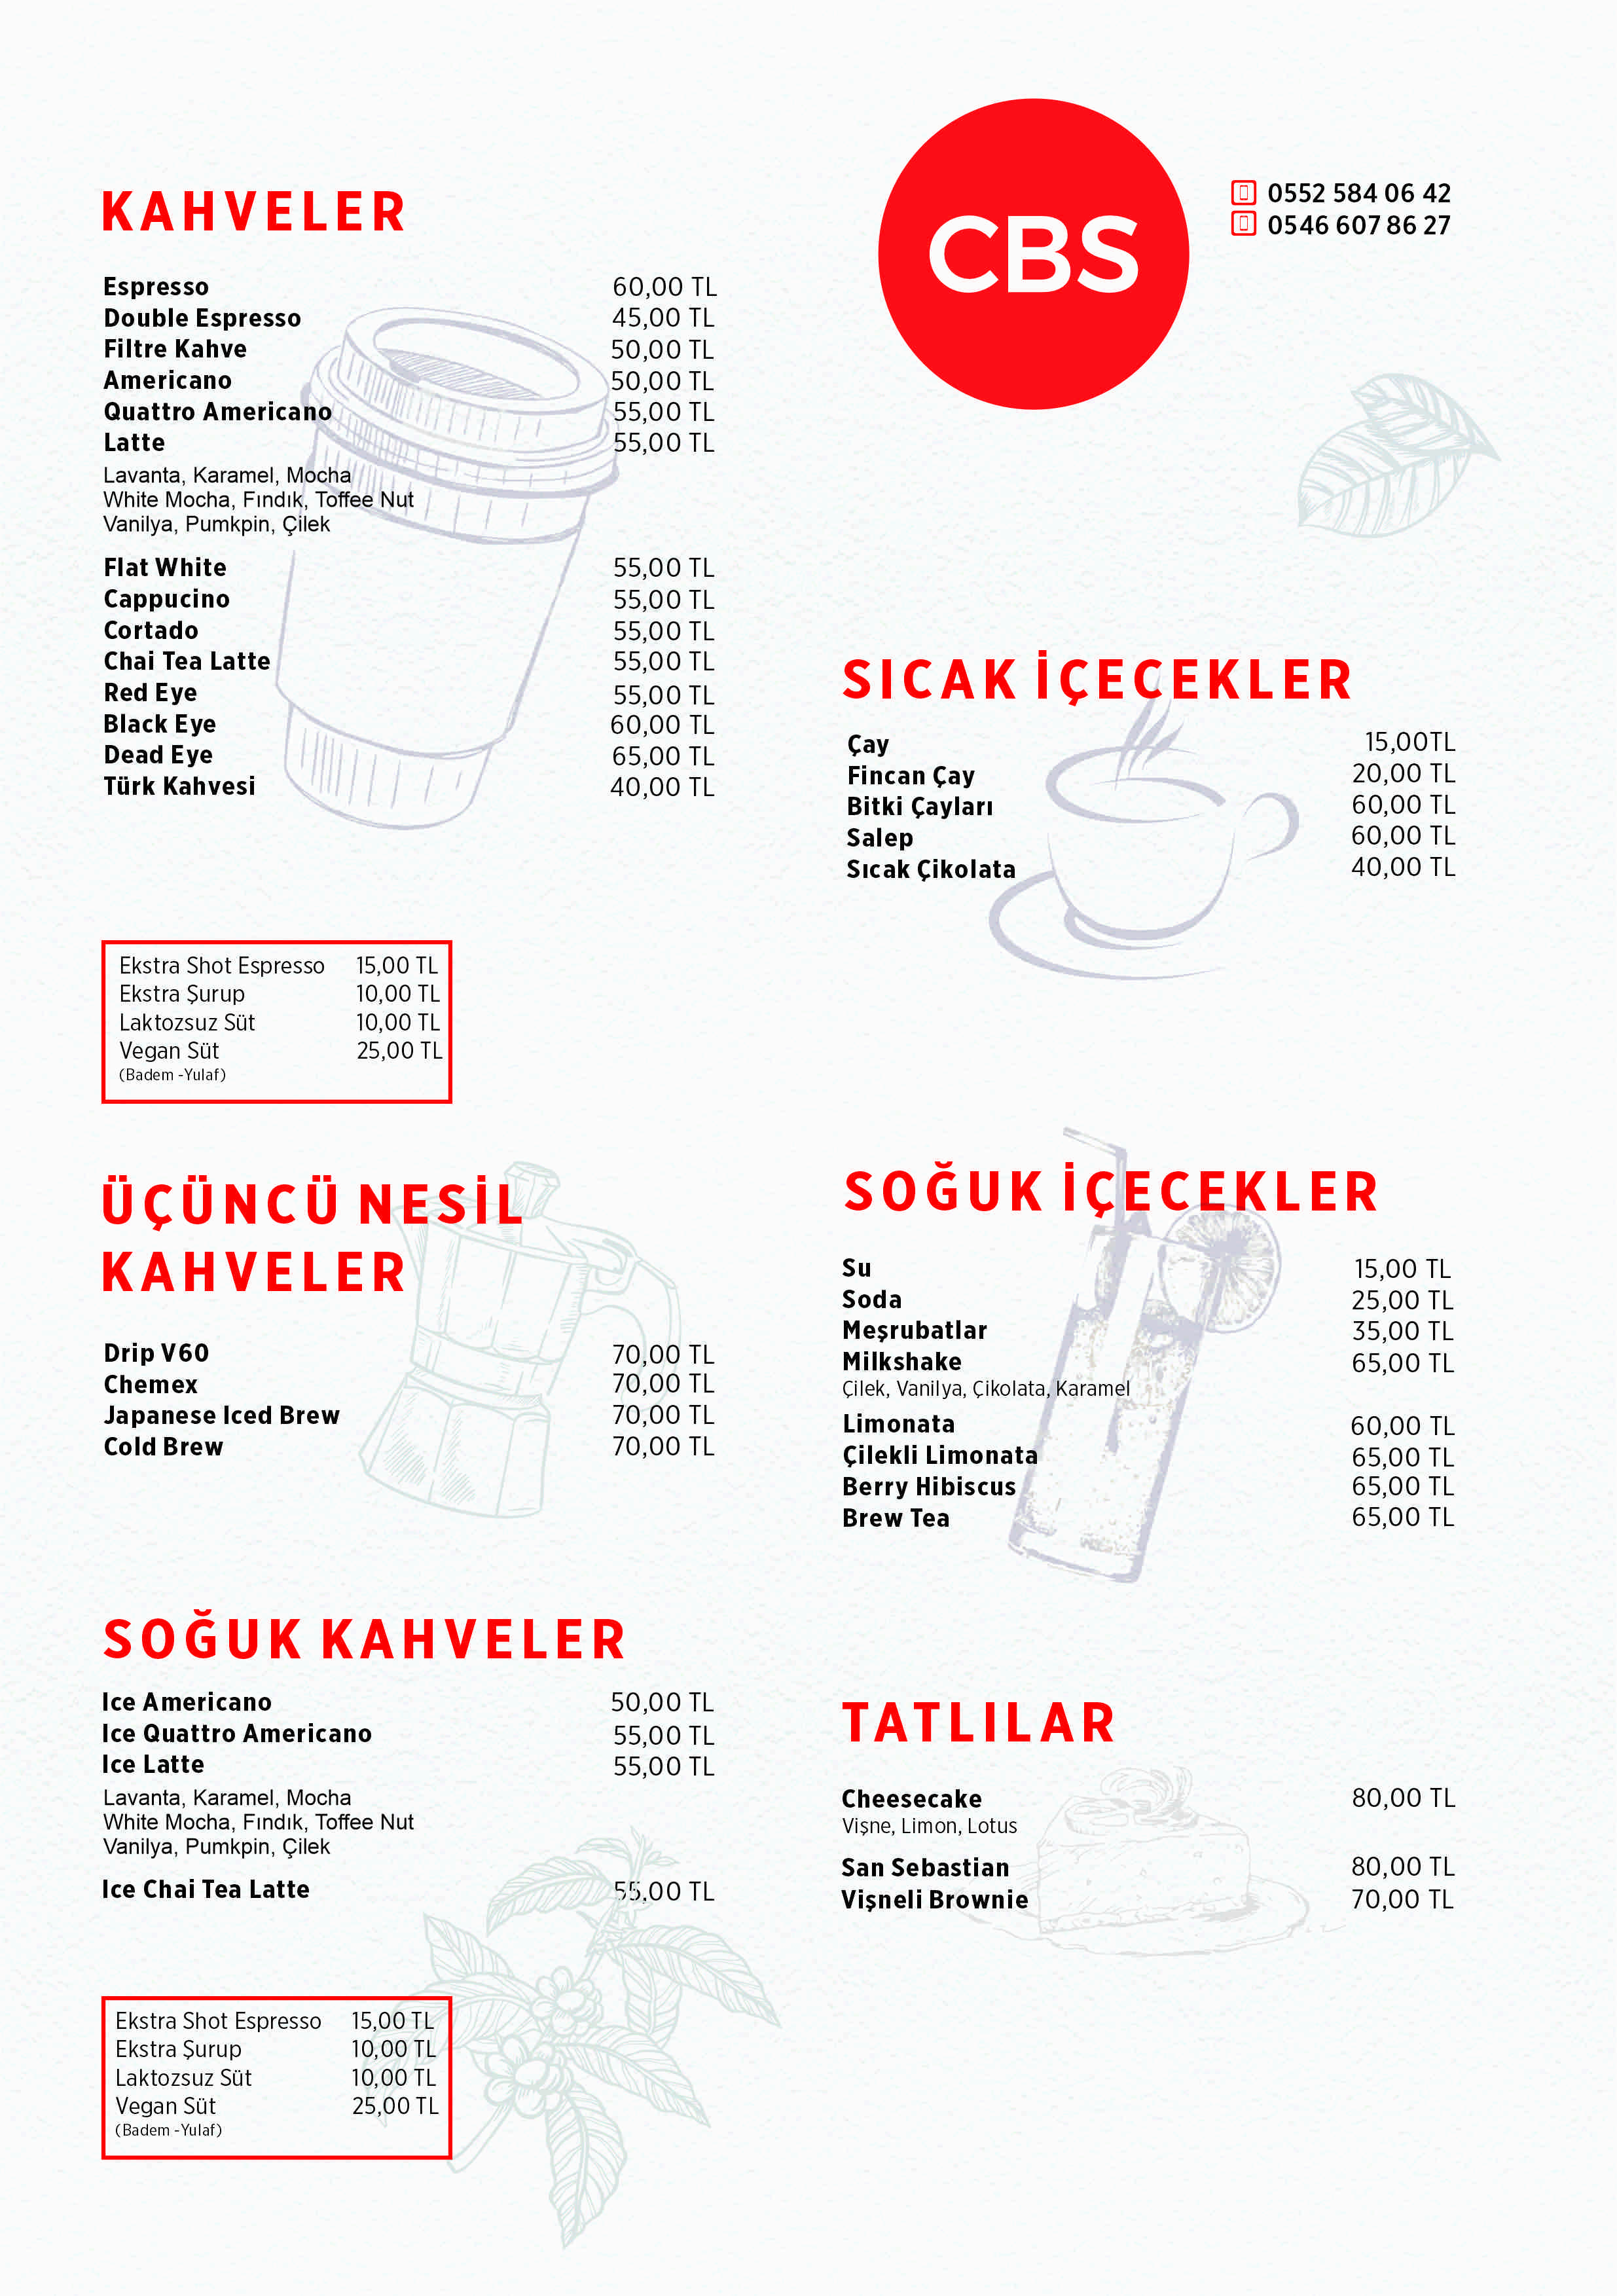 KAHVELER
Espresso 60,00 TL
Double Espresso 45,00 TL
Filtre Kahve 50,00 TL
Americano 50,00 TL
Quattro Americano 55,00 TL
Latte 55,00 TL
Lavanta, Karamel, Mocha
White Mocha, Fındık, Toffee Nut
Vanilya, Pumkpin, Çilek
Flat White 55,00 TL
Cappucino 55,00 TL
Cortado 55,00 TL
Chai Tea Latte 55,00 TL
Red Eye 55,00 TL
Black Eye 60,00 TL
Dead Eye 65,00 TL
Türk Kahvesi 40,00 TL
Ekstra Shot Espresso 15,00 TL
Ekstra Şurup 10,00 TL
Laktozsuz Süt 10,00 TL
Vegan Süt 25,00 TL
(Badem -Yulaf)
ÜÇÜNCÜ NESİL
KAHVELER
Drip V60 70,00 TL
Chemex 70,00 TL
Japanese Iced Brew 70,00 TL
Cold Brew 70,00 TL
SOĞUK KAHVELER
Ice Americano 50,00 TL
Ice Quattro Americano 55,00 TL
Ice Latte 55,00 TL
Lavanta, Karamel, Mocha
White Mocha, Fındık, Toffee Nut
Vanilya, Pumkpin, Çilek
Ice Chai Tea Latte 55,00 TL
Ekstra Shot Espresso 15,00 TL
Ekstra Şurup 10,00 TL
Laktozsuz Süt 10,00 TL
Vegan Süt 25,00 TL
(Badem -Yulaf)
CBS
0552 584 06 42
0546 607 86 27
SICAK İÇECEKLER
Çay 15,00TL
Fincan Çay 20,00 TL
Bitki Çayları 60,00 TL
Salep 60,00 TL
Sıcak Çikolata 40,00 TL
SOĞUK İÇECEKLER
Su 15,00 TL
Soda 25,00 TL
Meşrubatlar 35,00 TL
Milkshake 65,00 TL
Çilek, Vanilya, Çikolata, Karamel
Limonata 60,00 TL
Çilekli Limonata 65,00 TL
Berry Hibiscus 65,00 TL
Brew Tea 65,00 TL
TATLILAR
Cheesecake 80,00 TL
Vişne, Limon, Lotus
San Sebastian 80,00 TL
Vişneli Brownie 70,00 TL